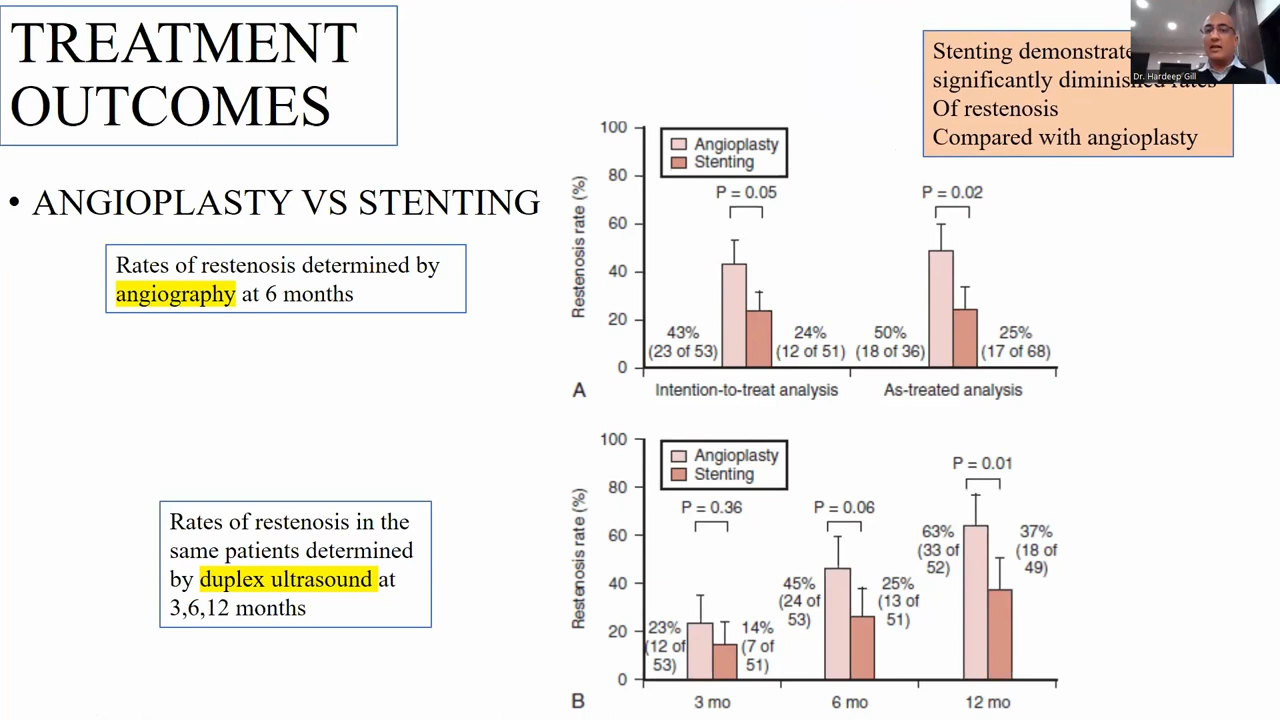 TREATMENT
OUTCOMES
• ANGIOPLASTY VS STENTING
Rates of restenosis determined by
angiography at 6 months
Rates of restenosis in the
same patients determined
by duplex ultrasound at
3,6,12 months
Stenting demonstrate
significantly diminished rates
Of restenosis
Compared with angioplasty
Dr. Hardeep Gill
100
80
60
40
20
0
Restenosis rate (%)
Angioplasty
Stenting
P = 0.05
P = 0.02
43%
(23 of 53)
24%
(12 of 51)
50%
(18 of 36)
25%
(17 of 68)
A
Intention-to-treat analysis
As-treated analysis
100
80
60
40
20
0
Restenosis rate (%)
Angioplasty
Stenting
P = 0.36
P = 0.06
P = 0.01
23%
(12 of
53)
14%
(7 of
51)
45%
(24 of
53)
25%
(13 of
51)
63%
(33 of
52)
37%
(18 of
49)
B
3 mo
6 mo
12 mo